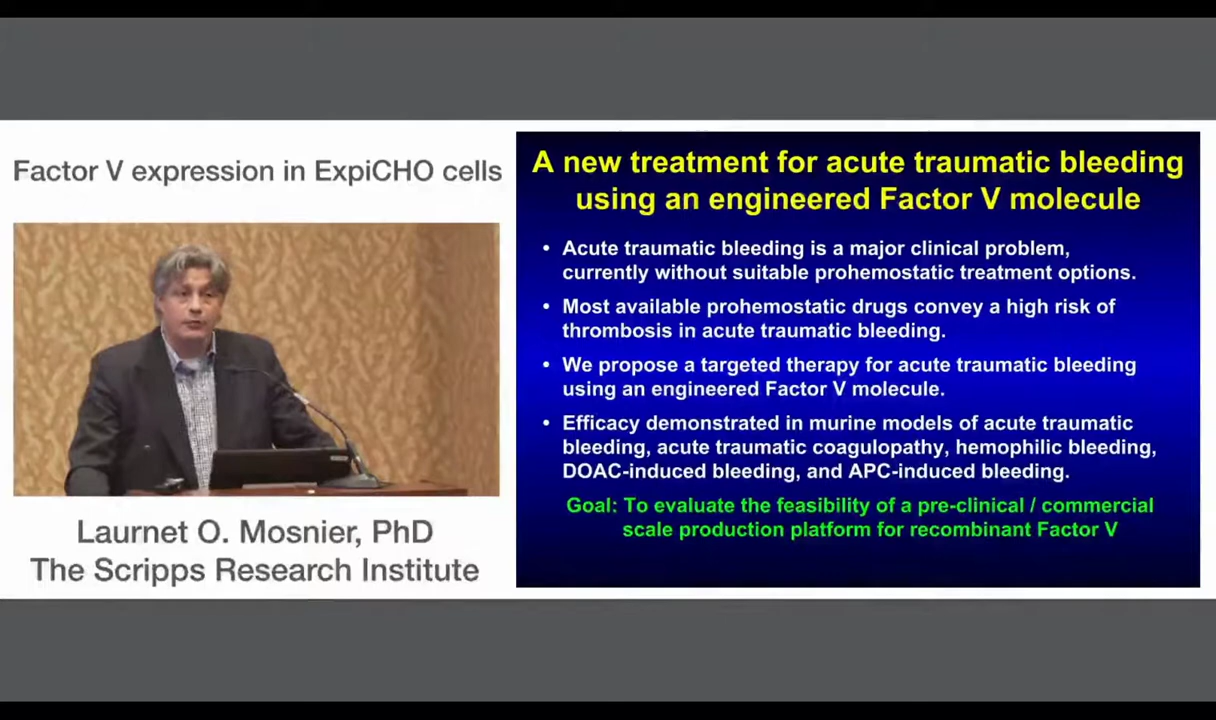 Factor V expression in ExpiCHO cells
Laurnet O. Mosnier, PhD
The Scripps Research Institute
A new treatment for acute traumatic bleeding
using an engineered Factor V molecule
• Acute traumatic bleeding is a major clinical problem,
currently without suitable prohemostatic treatment options.
• Most available prohemostatic drugs convey a high risk of
thrombosis in acute traumatic bleeding.
• We propose a targeted therapy for acute traumatic bleeding
using an engineered Factor V molecule.
• Efficacy demonstrated in murine models of acute traumatic
bleeding, acute traumatic coagulopathy, hemophilic bleeding,
DOAC-induced bleeding, and APC-induced bleeding.
Goal: To evaluate the feasibility of a pre-clinical / commercial
scale production platform for recombinant Factor V